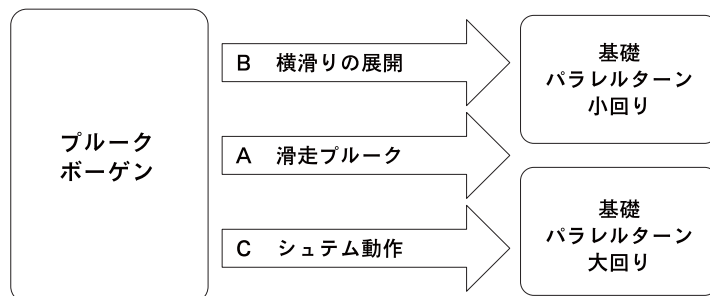 プルーク
ボーゲン
B 横滑りの展開
A 滑走プルーク
C シュテム動作
基礎
パラレルターン
小回り
基礎
パラレルターン
大回り